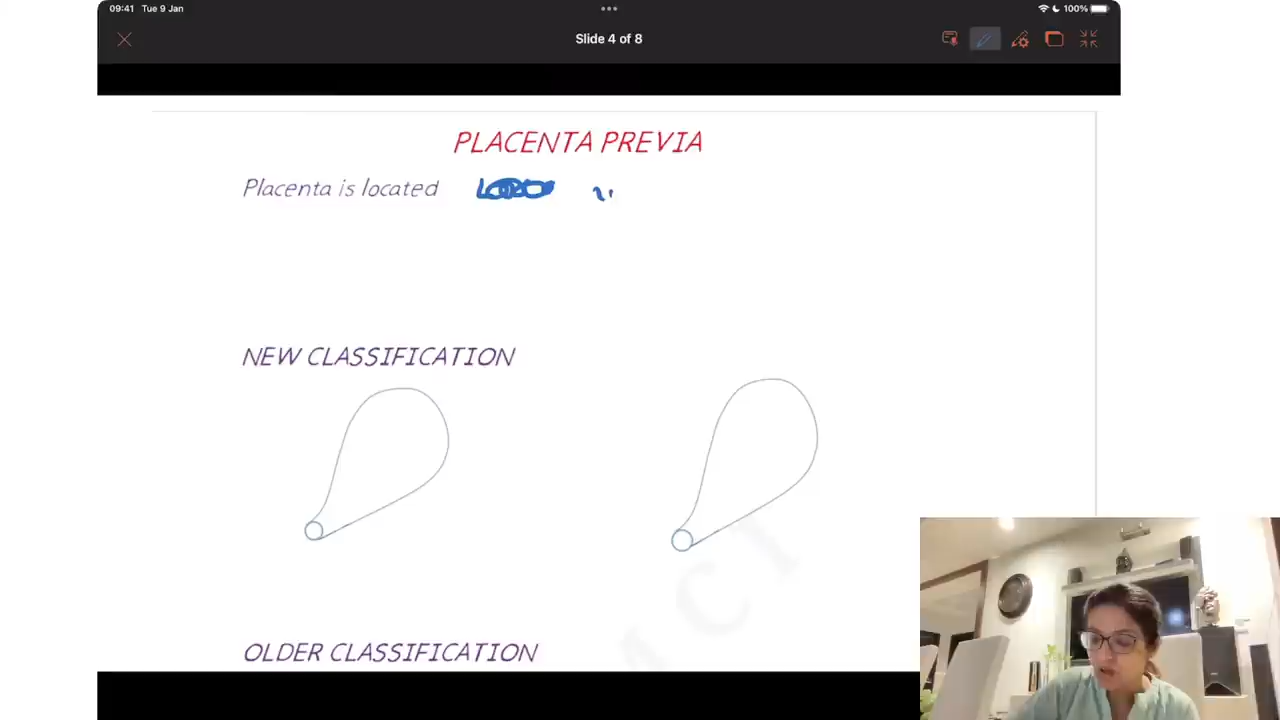 09:41 Tue 9 Jan
100%
Slide 4 of 8
PLACENTA PREVIA
Placenta is located
NEW CLASSIFICATION
OLDER CLASSIFICATION